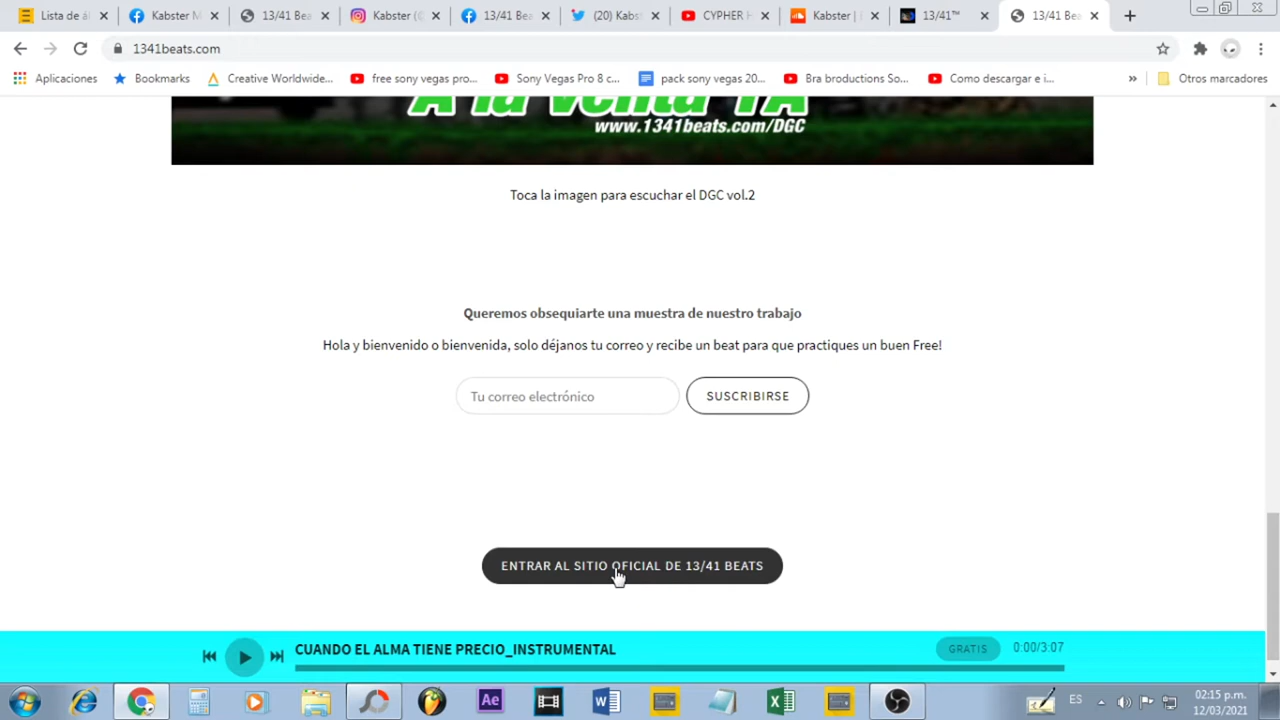 Lista de ál
Kabster M
13/41 Bea
Kabster (
13/41 Bea
(20) Kabs
CYPHER H
Kabster |
13/41™
13/41 Bea
1341beats.com
Aplicaciones
Bookmarks
Creative Worldwide...
free sony vegas pro...
Sony Vegas Pro 8 c...
pack sony vegas 20...
Bra broductions So...
Como descargar e i...
»
Otros marcadores
A la venta YA
www.1341beats.com/DGC
Toca la imagen para escuchar el DGC vol.2
Queremos obsequiarte una muestra de nuestro trabajo
Hola y bienvenido o bienvenida, solo déjanos tu correo y recibe un beat para que practiques un buen Free!
Tu correo electrónico
SUSCRIBIRSE
ENTRAR AL SITIO OFICIAL DE 13/41 BEATS
CUANDO EL ALMA TIENE PRECIO_INSTRUMENTAL
GRATIS
0:00/3:07
Ae
ES
02:15 p.m.
12/03/2021